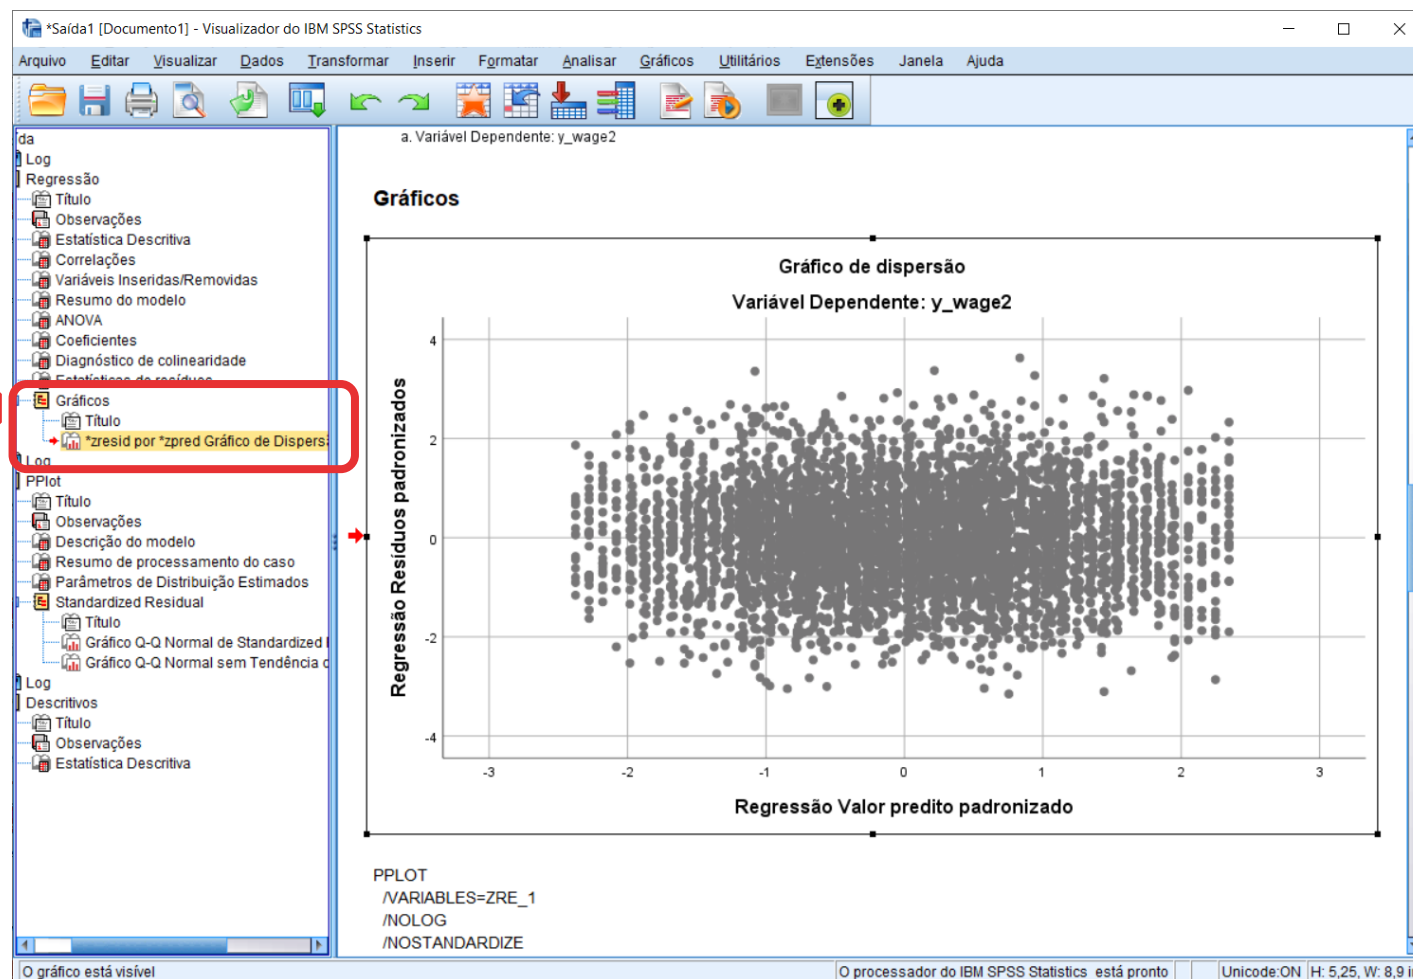 *Saída1 [Documento1] - Visualizador do IBM SPSS Statistics
Arquivo Editar Visualizar Dados Transformar Inserir Formatar Analisar Gráficos Utilitários Extensões Janela Ajuda
da
Log
Regressão
Título
Observações
Estatística Descritiva
Correlações
Variáveis Inseridas/Removidas
Resumo do modelo
ANOVA
Coeficientes
Diagnóstico de colinearidade
Estatísticas de resíduos
Gráficos
Título
*zresid por *zpred Gráfico de Dispersã
Log
PPlot
Título
Observações
Descrição do modelo
Resumo de processamento do caso
Parâmetros de Distribuição Estimados
Standardized Residual
Título
Gráfico Q-Q Normal de Standardized
Gráfico Q-Q Normal sem Tendência
Log
Descritivos
Título
Observações
Estatística Descritiva
a. Variável Dependente: y_wage2
Gráficos
Gráfico de dispersão
Variável Dependente: y_wage2
Regressão Resíduos padronizados
4
2
0
-2
-4
-3 -2 -1 0 1 2 3
Regressão Valor predito padronizado
PPLOT
/VARIABLES=ZRE_1
/NOLOG
/NOSTANDARDIZE
O gráfico está visível
O processador do IBM SPSS Statistics está pronto
Unicode:ON H: 5,25, W: 8,9